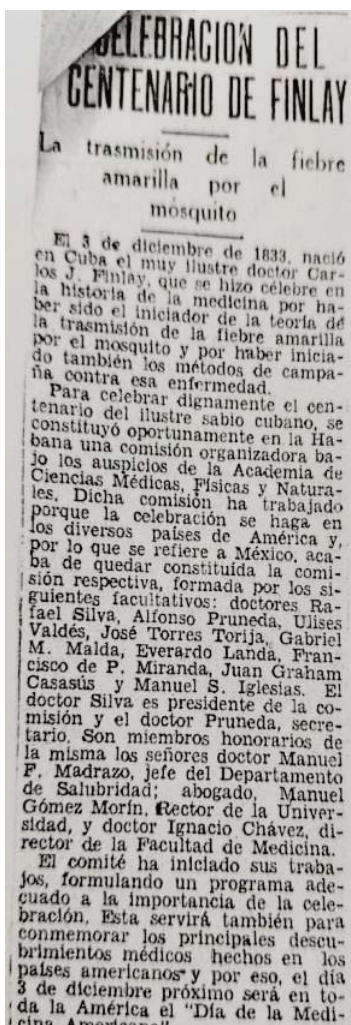 CELEBRACION DEL
CENTENARIO DE FINLAY
La trasmisión de la fiebre
amarilla por el
mosquito
El 3 de diciembre de 1833, nació
en Cuba el muy ilustre doctor Car-
los J. Finlay, que se hizo célebre en
la historia de la medicina por ha-
ber sido el iniciador de la teoría de
la trasmisión de la fiebre amarilla
por el mosquito y por haber inicia-
do también los métodos de campa-
ña contra esa enfermedad.
Para celebrar dignamente el cen-
tenario del ilustre sabio cubano, se
constituyó oportunamente en la Ha-
bana una comisión organizadora ba-
jo los auspicios de la Academia de
Ciencias Médicas, Físicas y Natura-
les. Dicha comisión ha trabajado
porque la celebración se haga en
los diversos países de América y,
por lo que se refiere a México, aca-
ba de quedar constituída la comi-
sión respectiva, formada por los si-
guientes facultativos: doctores Ra-
fael Silva, Alfonso Pruneda, Ulises
Valdés, José Torres Torija, Gabriel
M. Malda, Everardo Landa, Fran-
cisco de P. Miranda, Juan Graham
Casasús y Manuel S. Iglesias. El
doctor Silva es presidente de la co-
misión y el doctor Pruneda, secre-
tario. Son miembros honorarios de
la misma los señores doctor Manuel
F. Madrazo, jefe del Departamento
de Salubridad; abogado, Manuel
Gómez Morín, Rector de la Univer-
sidad, y doctor Ignacio Chávez, di-
rector de la Facultad de Medicina.
El comité ha iniciado sus traba-
jos, formulando un programa ade-
cuado a la importancia de la cele-
bración. Esta servirá también para
conmemorar los principales descu-
brimientos médicos hechos en los
países americanos y por eso, el día
3 de diciembre próximo será en to-
da la América el "Día de la Medi-
cina Americana"